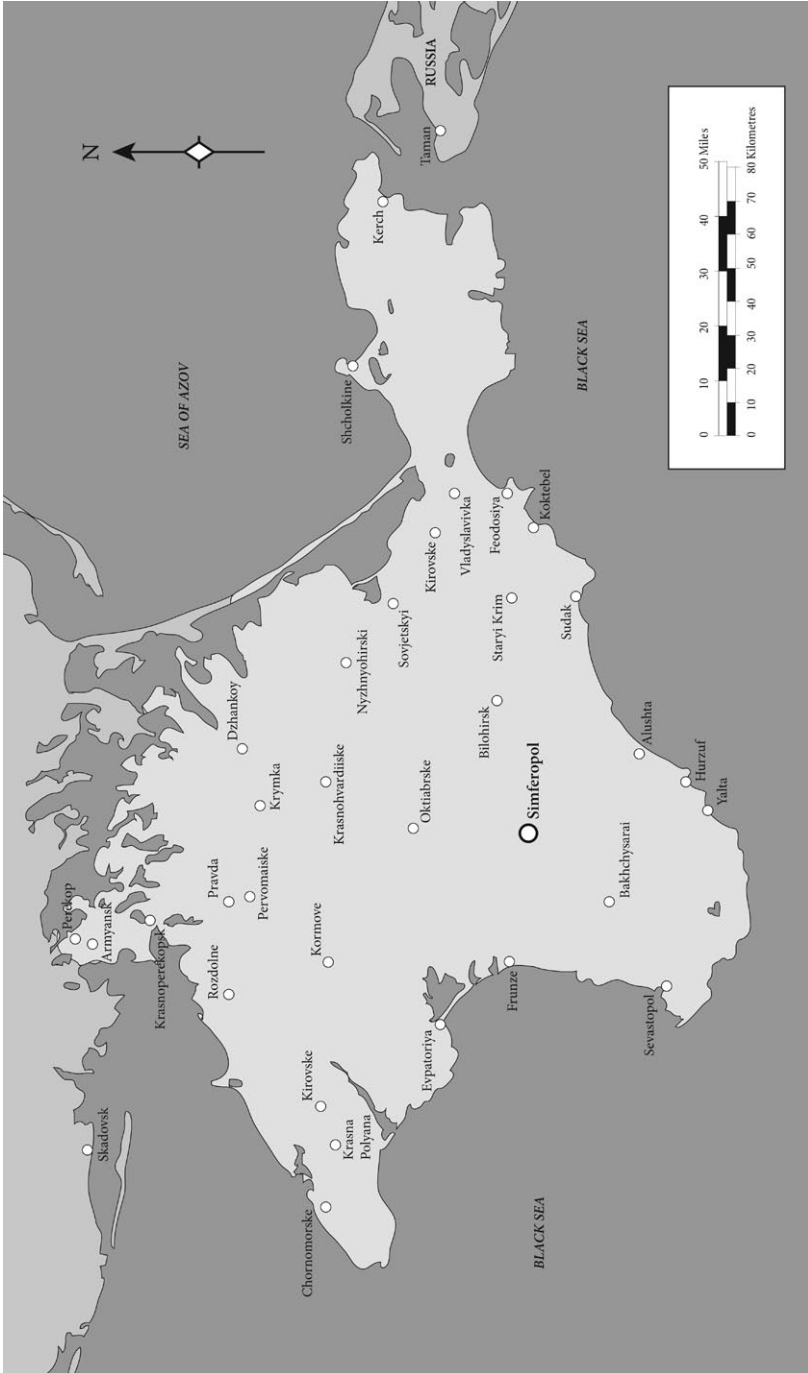 N
SEA OF AZOV
RUSSIA
Taman
Kerch
Shcholkine
BLACK SEA
Skadovsk
Perekop
Armyansk
Krasnoperekopsk
Rozdolne
Pravda
Pervomaiske
Krymka
Dzhankoy
Nyzhnyohirski
Krasnohvardiiske
Kormove
Kirovske
Krasna
Polyana
Chornomorske
Sovjetskyi
Kirovske
Vladyslavivka
Feodosiya
Koktebel
Oktiabrske
Evpatoriya
Frunze
Staryi Krim
Bilohirsk
Sudak
Simferopol
Bakhchysarai
Alushta
Hurzuf
Yalta
Sevastopol
BLACK SEA
0 10 20 30 40 50 Miles
0 10 20 30 40 50 60 70 80 Kilometres